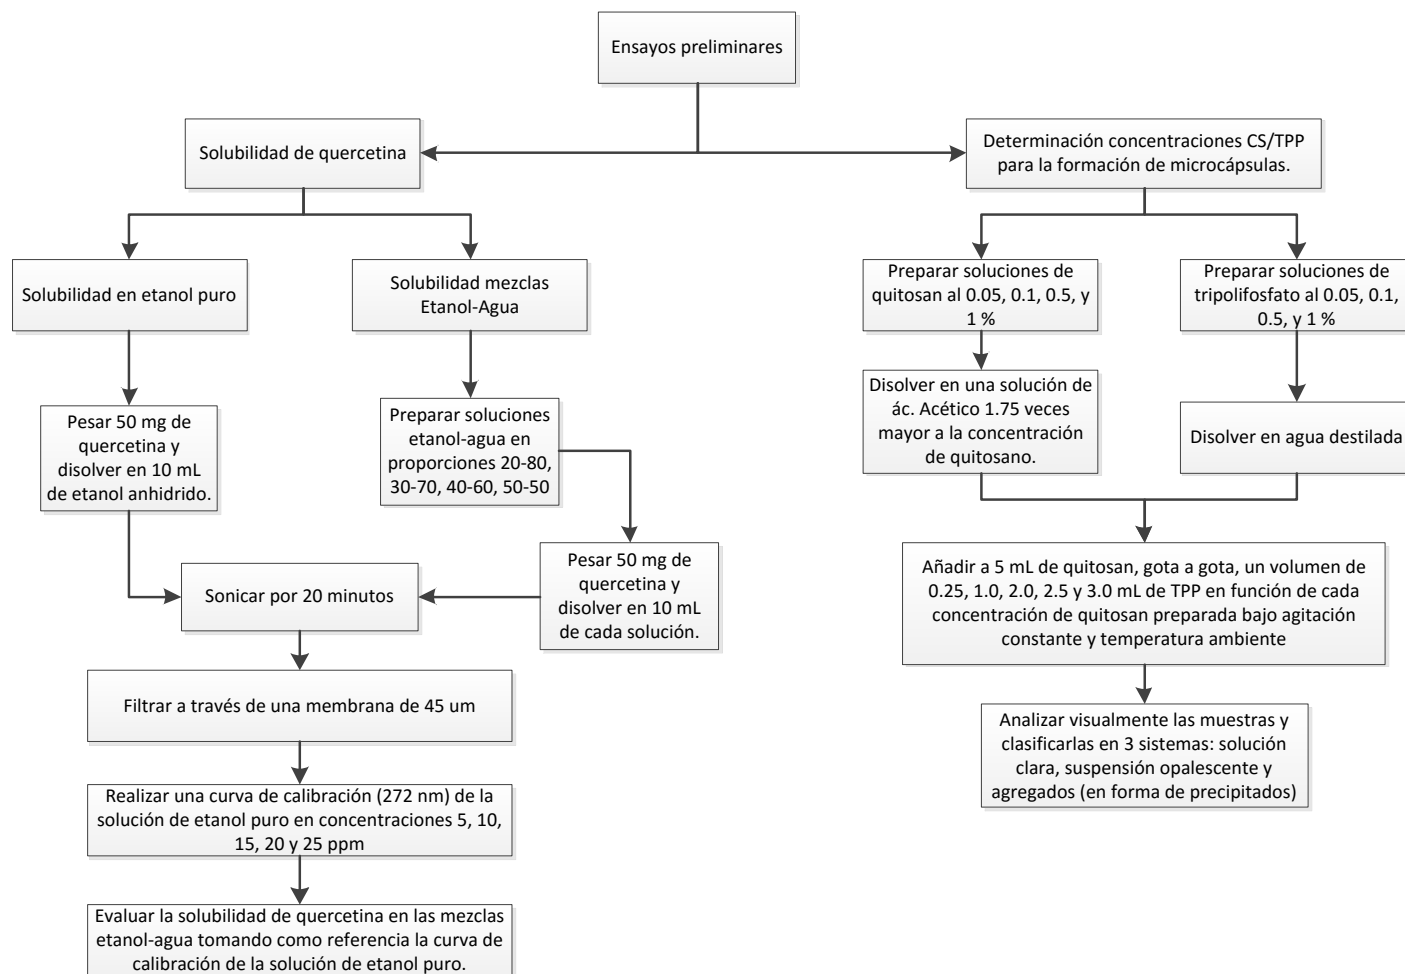 Ensayos preliminares
Solubilidad de quercetina
Determinación concentraciones CS/TPP
para la formación de microcápsulas.
Solubilidad en etanol puro
Solubilidad mezclas
Etanol-Agua
Preparar soluciones de
quitosan al 0.05, 0.1, 0.5, y
1 %
Preparar soluciones de
tripolifosfato al 0.05, 0.1,
0.5, y 1 %
Pesar 50 mg de
quercetina y
disolver en 10 mL
de etanol anhidrido.
Preparar soluciones
etanol-agua en
proporciones 20-80,
30-70, 40-60, 50-50
Disolver en una solución de
ác. Acético 1.75 veces
mayor a la concentración
de quitosano.
Disolver en agua destilada
Sonicar por 20 minutos
Pesar 50 mg de
quercetina y
disolver en 10 mL
de cada solución.
Añadir a 5 mL de quitosan, gota a gota, un volumen de
0.25, 1.0, 2.0, 2.5 y 3.0 mL de TPP en función de cada
concentración de quitosan preparada bajo agitación
constante y temperatura ambiente
Filtrar a través de una membrana de 45 um
Analizar visualmente las muestras y
clasificarlas en 3 sistemas: solución
clara, suspensión opalescente y
agregados (en forma de precipitados)
Realizar una curva de calibración (272 nm) de la
solución de etanol puro en concentraciones 5, 10,
15, 20 y 25 ppm
Evaluar la solubilidad de quercetina en las mezclas
etanol-agua tomando como referencia la curva de
calibración de la solución de etanol puro.